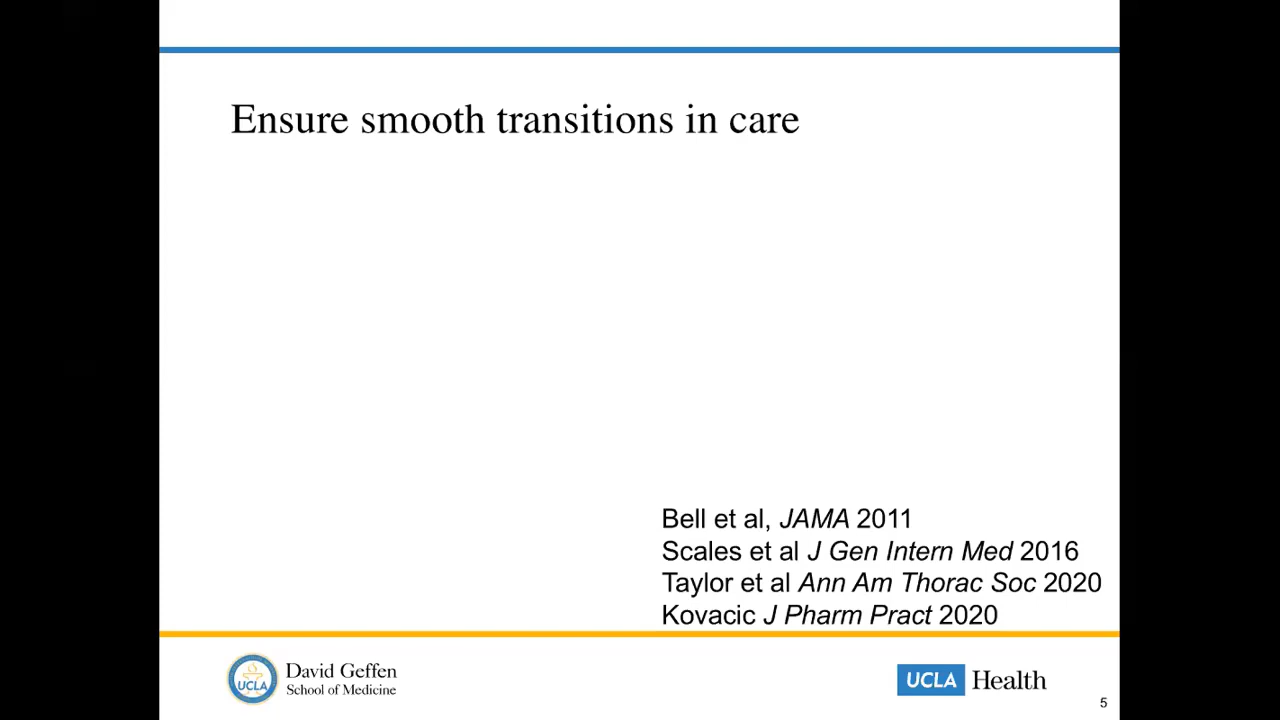 Ensure smooth transitions in care
Bell et al, JAMA 2011
Scales et al J Gen Intern Med 2016
Taylor et al Ann Am Thorac Soc 2020
Kovacic J Pharm Pract 2020
UCLA
David Geffen
School of Medicine
UCLA Health
5